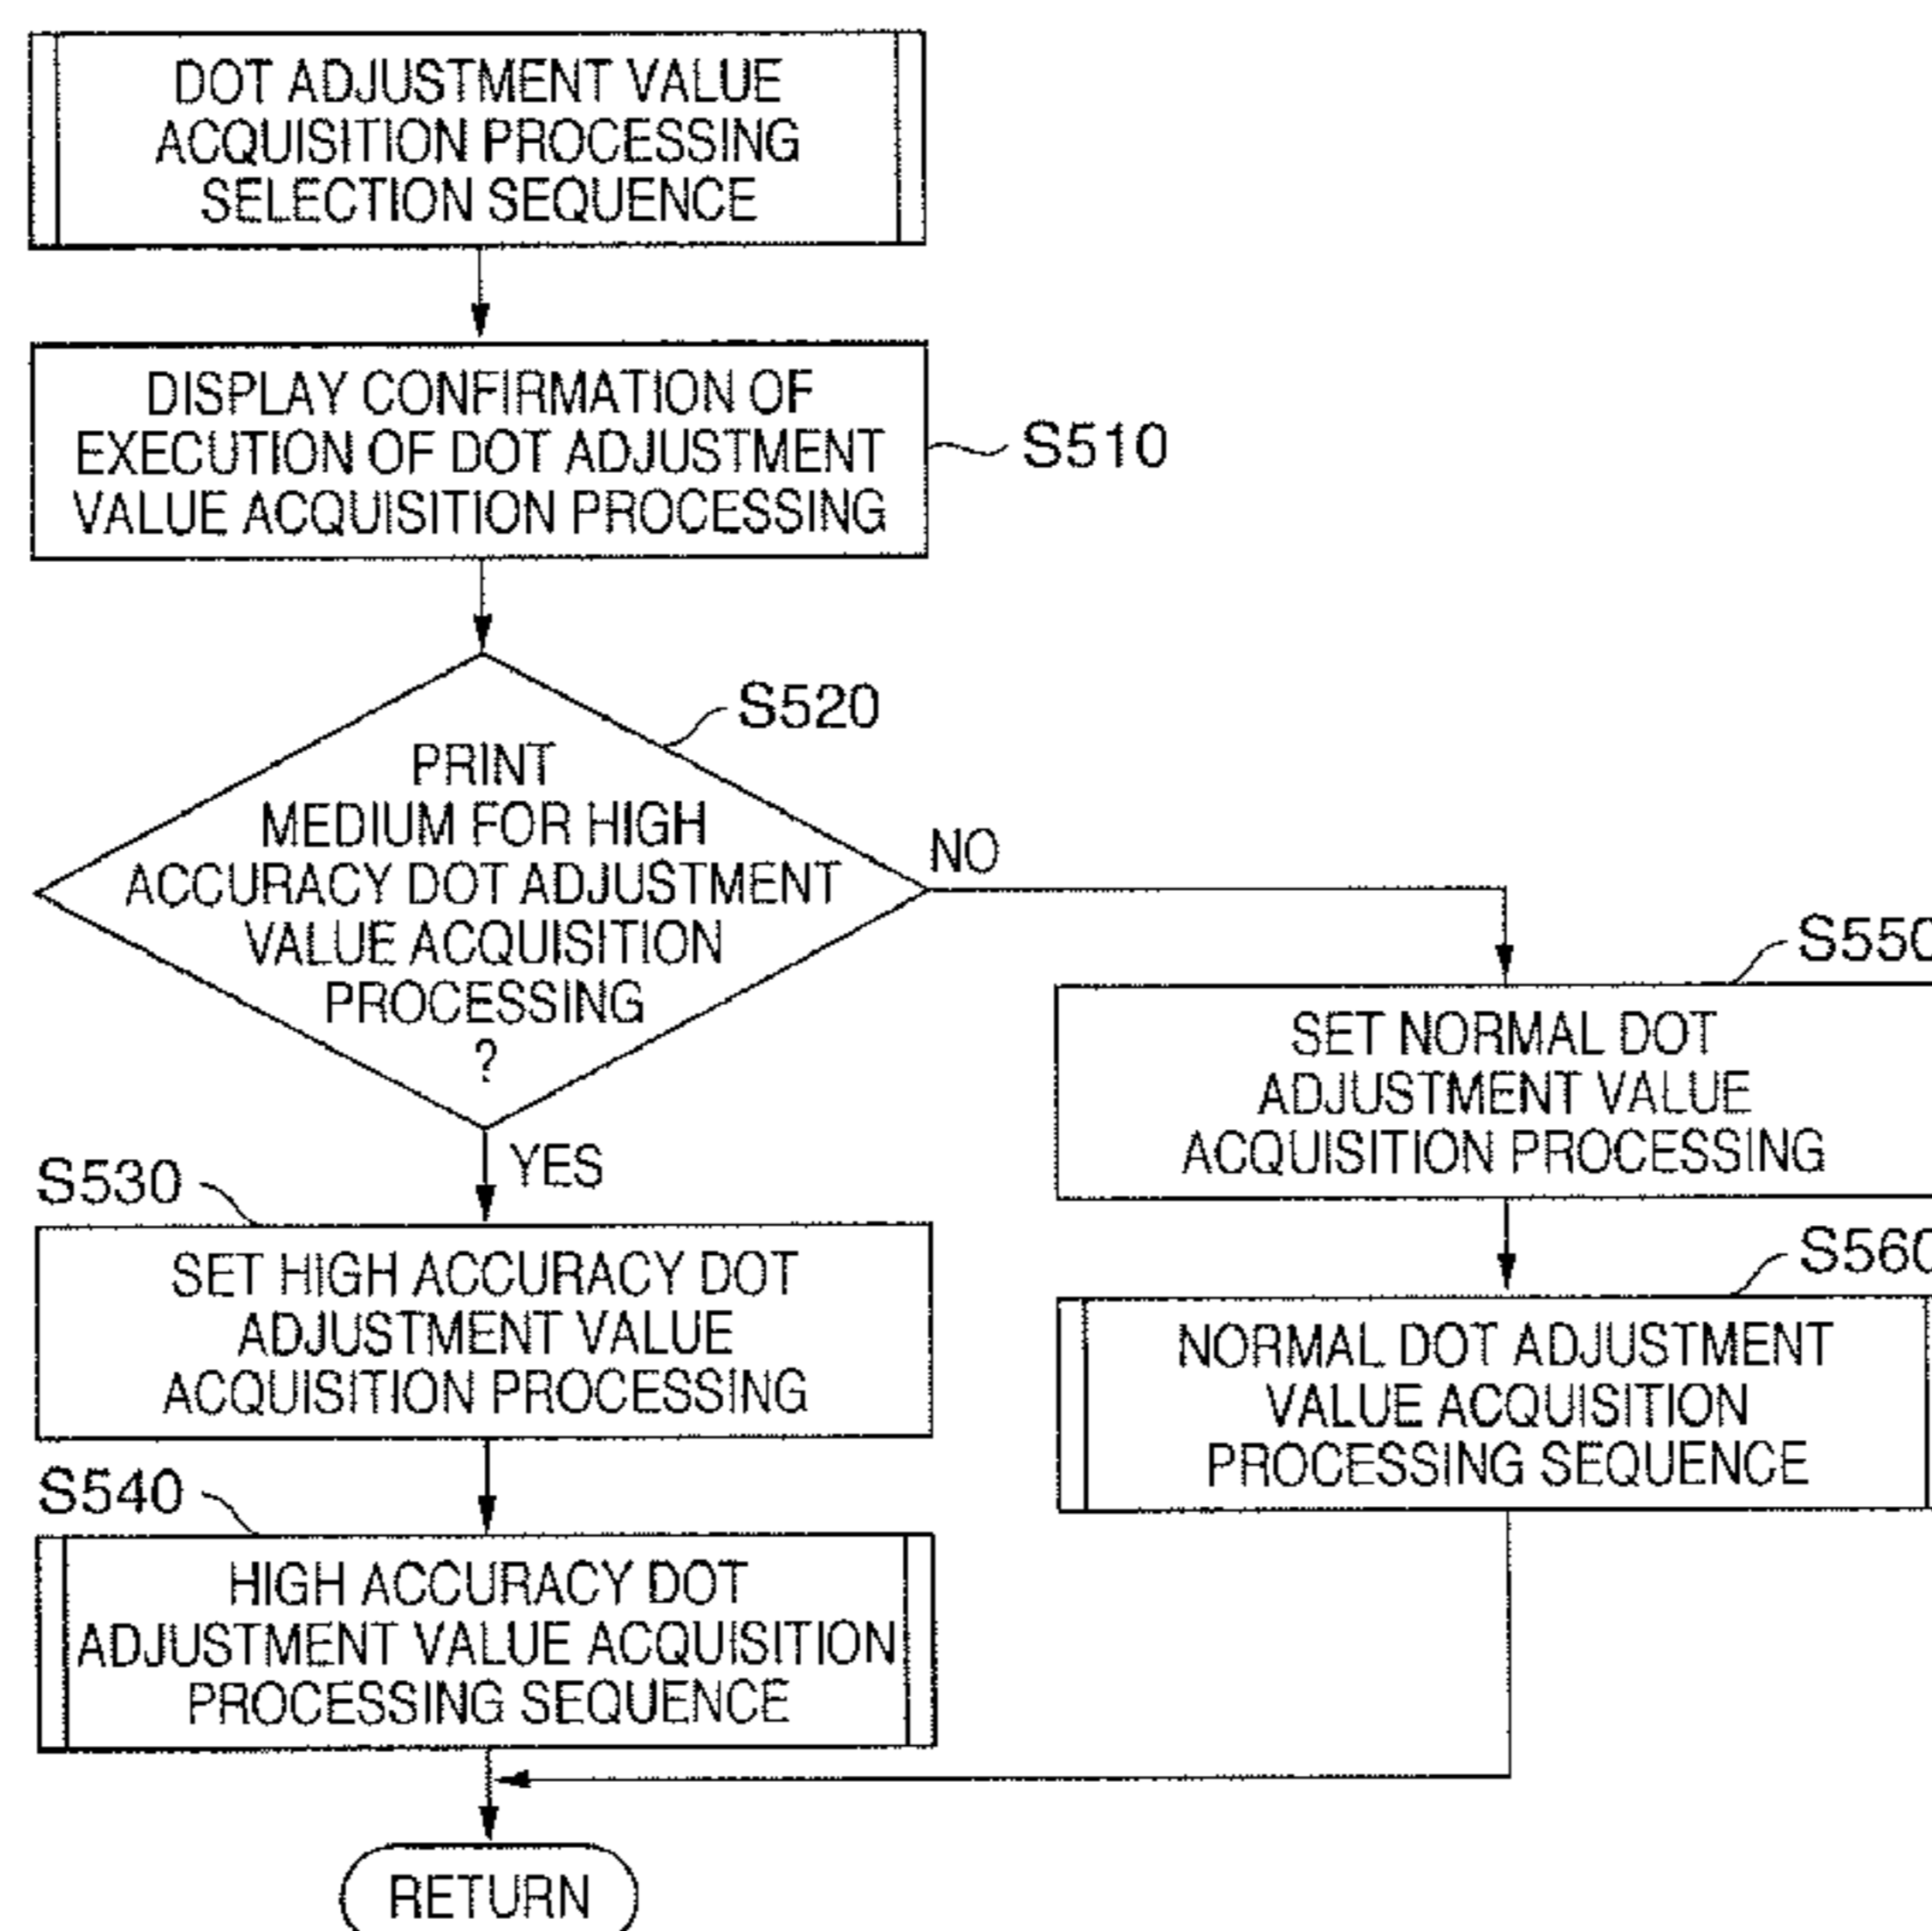 DOT ADJUSTMENT VALUE
ACQUISITION PROCESSING
SELECTION SEQUENCE
DISPLAY CONFIRMATION OF
EXECUTION OF DOT ADJUSTMENT
VALUE ACQUISITION PROCESSING
S510
S520
PRINT
MEDIUM FOR HIGH
ACCURACY DOT ADJUSTMENT
VALUE ACQUISITION
PROCESSING
?
NO
YES
S530
SET HIGH ACCURACY DOT
ADJUSTMENT VALUE
ACQUISITION PROCESSING
S540
HIGH ACCURACY DOT
ADJUSTMENT VALUE ACQUISITION
PROCESSING SEQUENCE
S550
SET NORMAL DOT
ADJUSTMENT VALUE
ACQUISITION PROCESSING
S560
NORMAL DOT ADJUSTMENT
VALUE ACQUISITION
PROCESSING SEQUENCE
RETURN